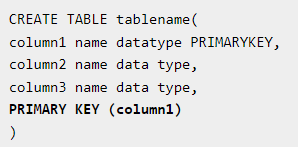 CREATE TABLE tablename(
column1 name datatype PRIMARYKEY,
column2 name data type,
column3 name data type,
PRIMARY KEY (column1)
)